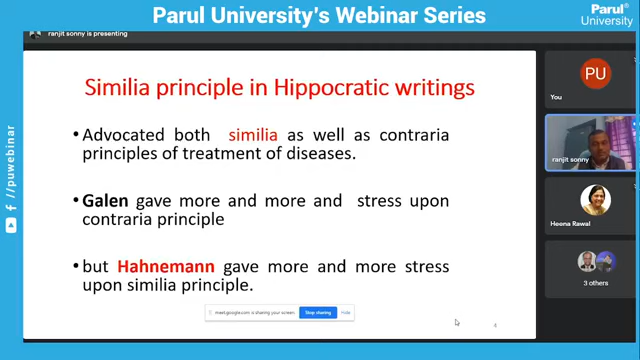 Parul University's Webinar Series
Parul®
University
ranjit sonny is presenting
Similia principle in Hippocratic writings
• Advocated both similia as well as contraria
principles of treatment of diseases.
• Galen gave more and more and stress upon
contraria principle
• but Hahnemann gave more and more stress
upon similia principle.
meet.google.com is sharing your screen.
Stop sharing
Hide
4
PU
You
ranjit sonny
Heena Rawal
3 others
/puwebinar